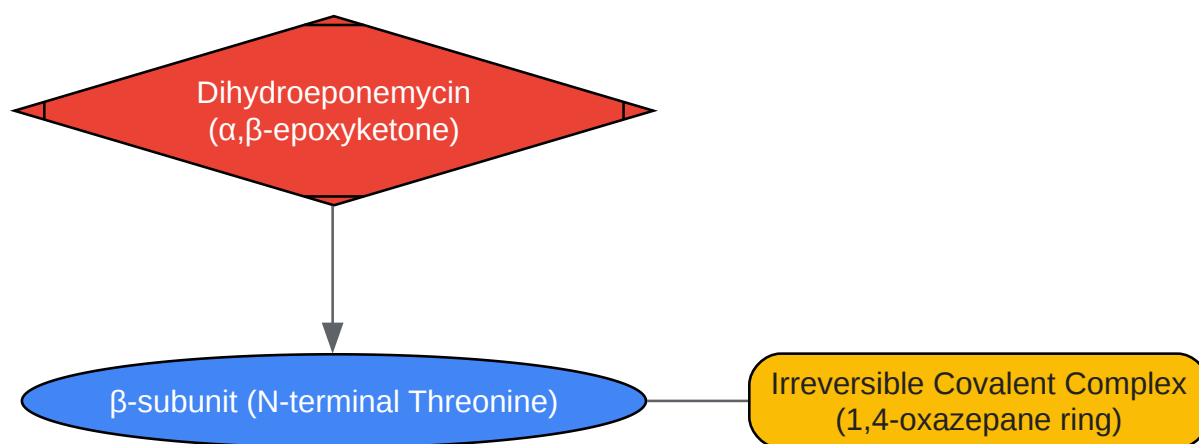 Dihydroeponemycin
(α,β-epoxyketone)
β-subunit (N-terminal Threonine)
Irreversible Covalent Complex
(1,4-oxazepane ring)